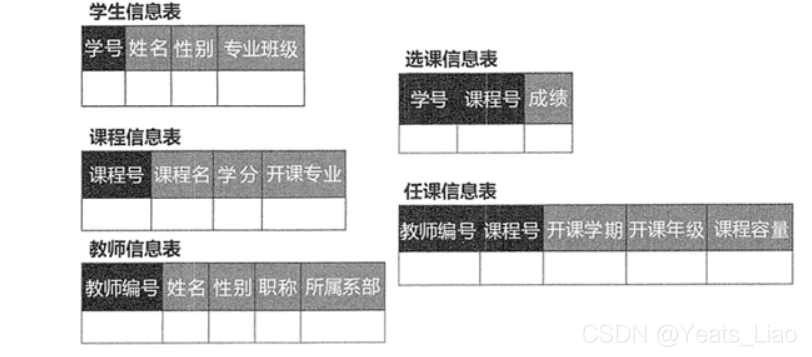 学生信息表
学号 姓名 性别 专业班级
课程信息表
课程号 课程名 学分 开课专业
教师信息表
教师编号 姓名 性别 职称 所属系部
选课信息表
学号 课程号 成绩
任课信息表
教师编号 课程号 开课学期 开课年级 课程容量
CSDN @Yeats_Liao